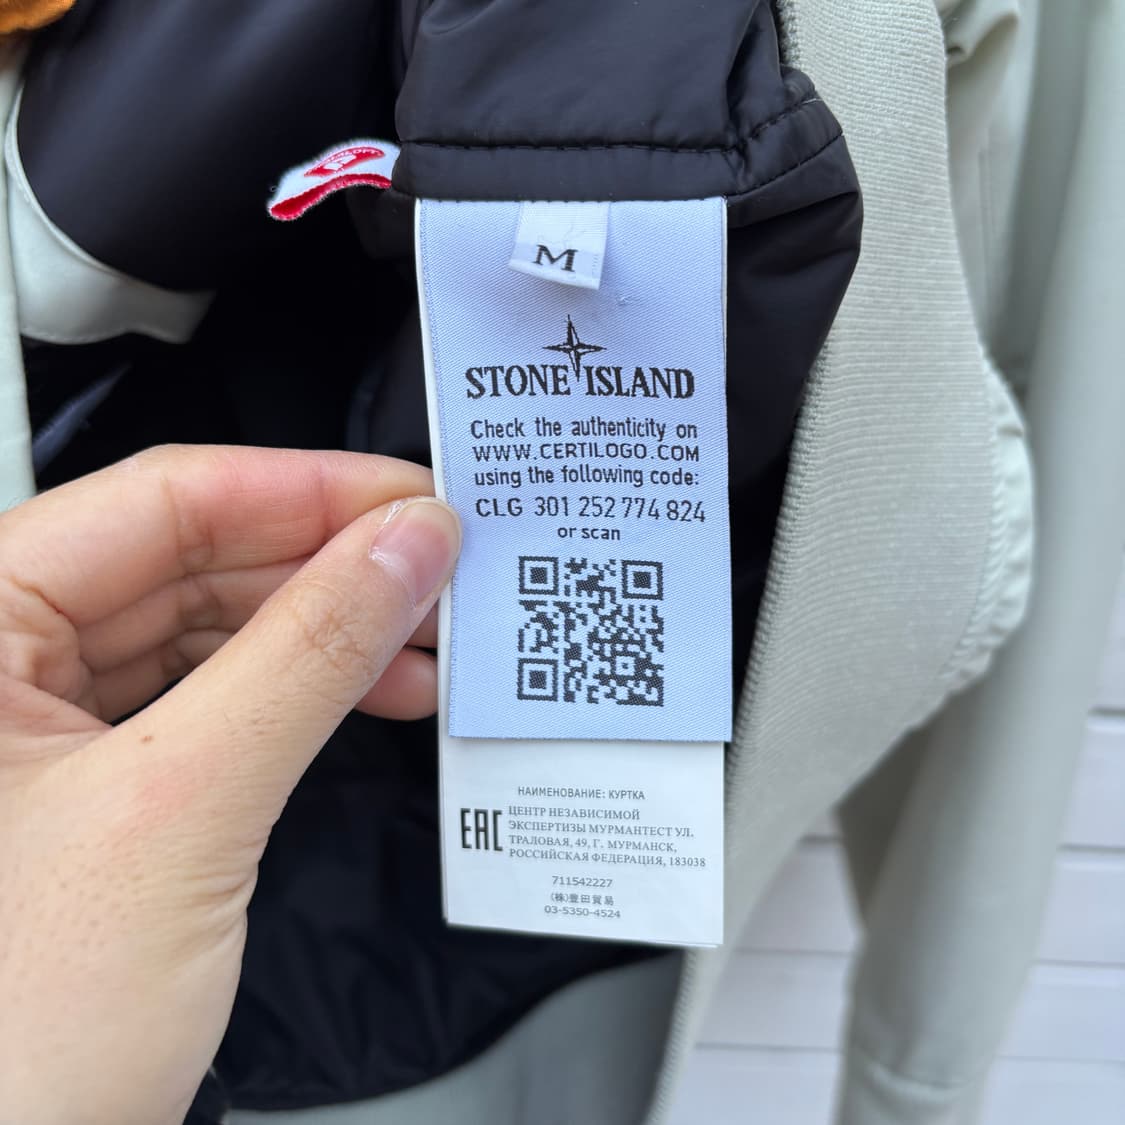 M
STONE ISLAND
Check the authenticity on
WWW.CERTILOGO.COM
using the following code:
CLG 301 252 774 824
or scan
НАИМЕНОВАНИЕ: КУРТКА
EAC
ЦЕНТР НЕЗАВИСИМОЙ
ЭКСПЕРТИЗЫ МУРМАНТЕСТ УЛ.
ТРАЛОВАЯ, 49, Г. МУРМАНСК,
РОССИЙСКАЯ ФЕДЕРАЦИЯ, 183038
711542227
(株)豊田貿易
03-5350-4524